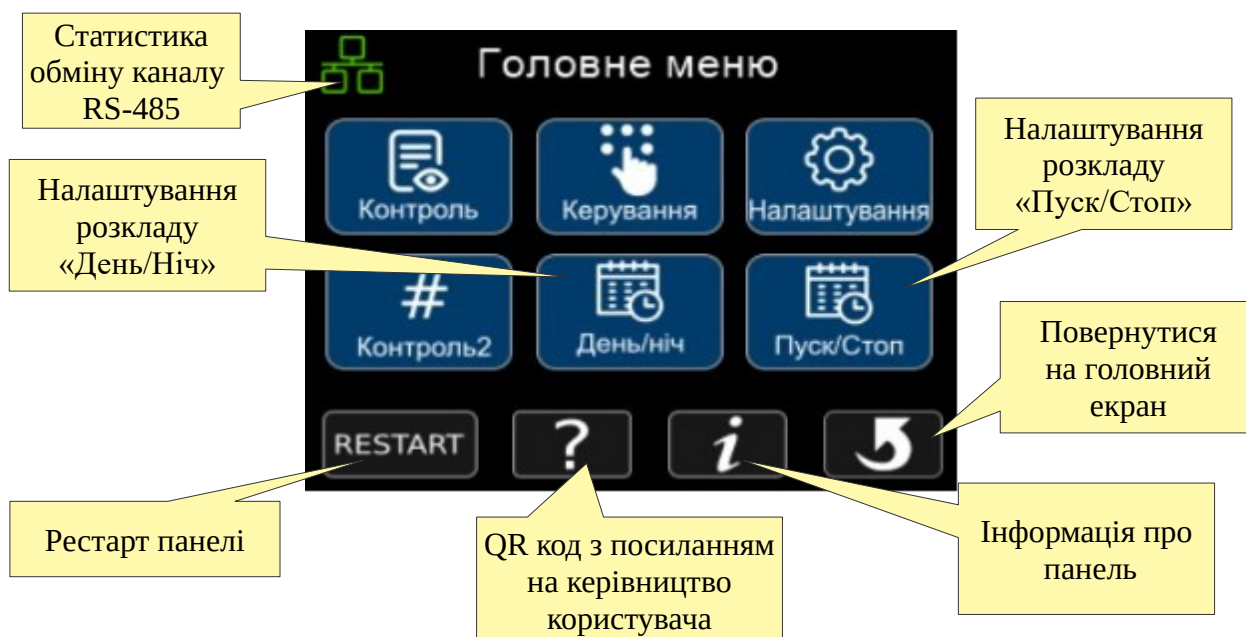 Статистика
обміну каналу
RS-485
Головне меню
Налаштування
розкладу
«Пуск/Стоп»
Налаштування
розкладу
«День/Ніч»
Контроль
Керування
Налаштування
#
Контроль2
День/ніч
Пуск/Стоп
Повернутися
на головний
екран
RESTART
?
i
Рестарт панелі
QR код з посиланням
на керівництво
користувача
Інформація про
панель